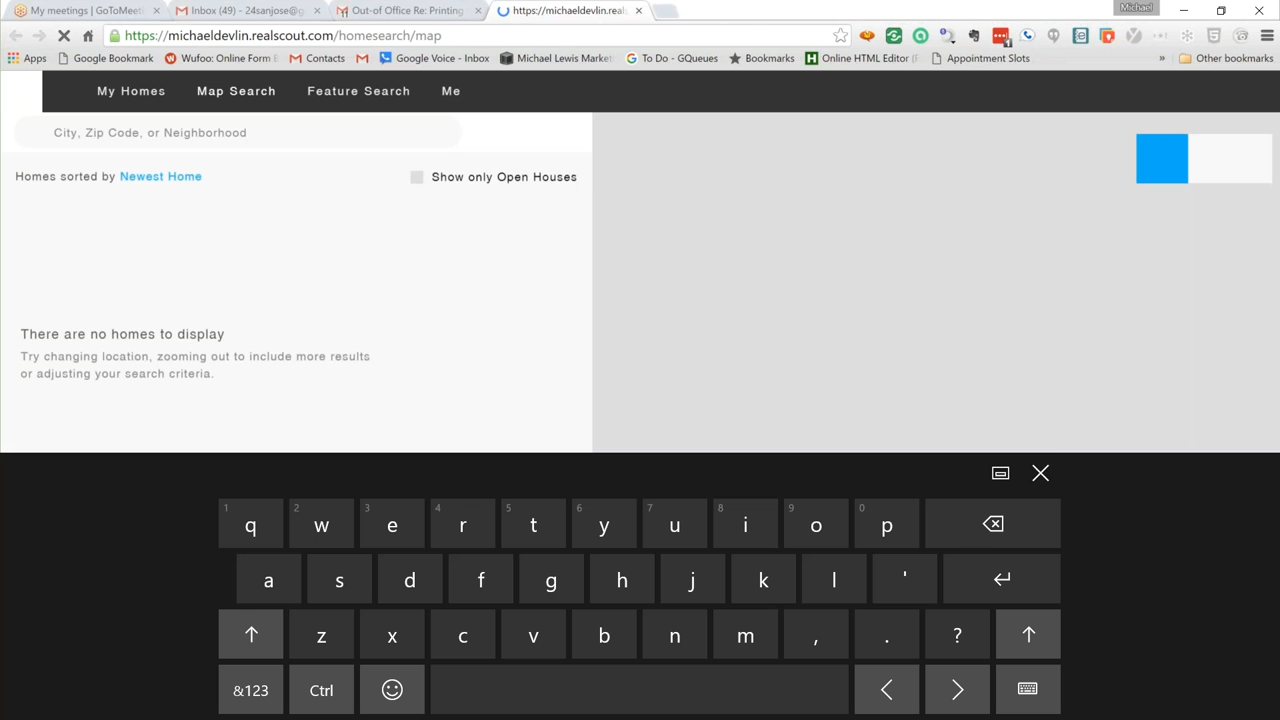 My meetings | GoToMeeti
Inbox (49) - 24sanjose@g
Out-of Office Re: Printing
https://michaeldevlin.reals
Michael
https://michaeldevlin.realscout.com/homesearch/map
Apps
Google Bookmark
Wufoo: Online Form B
Contacts
Google Voice - Inbox
Michael Lewis Market
To Do - GQueues
Bookmarks
Online HTML Editor (F
Appointment Slots
»
Other bookmarks
My Homes
Map Search
Feature Search
Me
City, Zip Code, or Neighborhood
Homes sorted by Newest Home
Show only Open Houses
There are no homes to display
Try changing location, zooming out to include more results
or adjusting your search criteria.
1 q 2 w 3 e 4 r 5 t 6 y 7 u 8 i 9 o 0 p
a s d f g h j k l '
z x c v b n m , . ?
&123 Ctrl < >